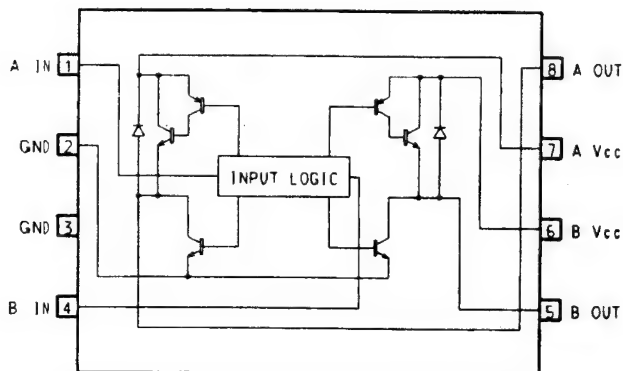 A IN 1
GND 2
GND 3
B IN 4
INPUT LOGIC
8 A OUT
7 A Vcc
6 B Vcc
5 B OUT